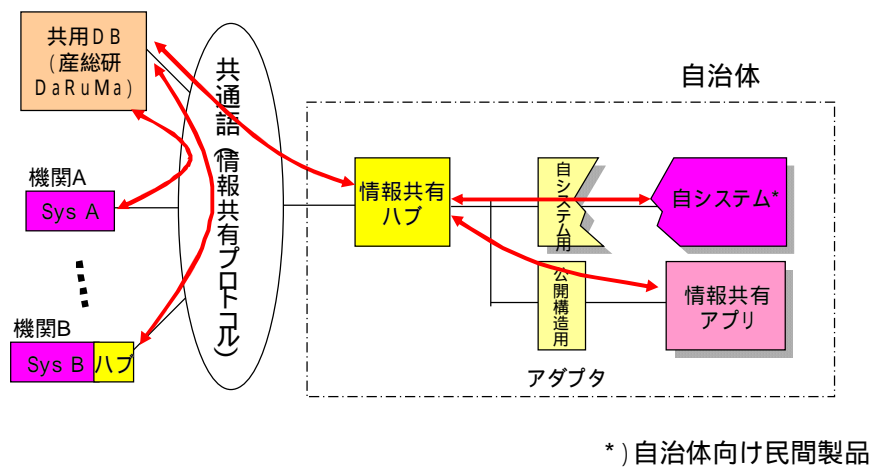 共用DB
(産総研
DaRuMa)
共通語(情報共有プロトコル)
自治体
機関A
Sys A
機関B
Sys B
ハブ
情報共有
ハブ
自システム用
自システム*
公開構造用
情報共有
アプリ
アダプタ
*)自治体向け民間製品